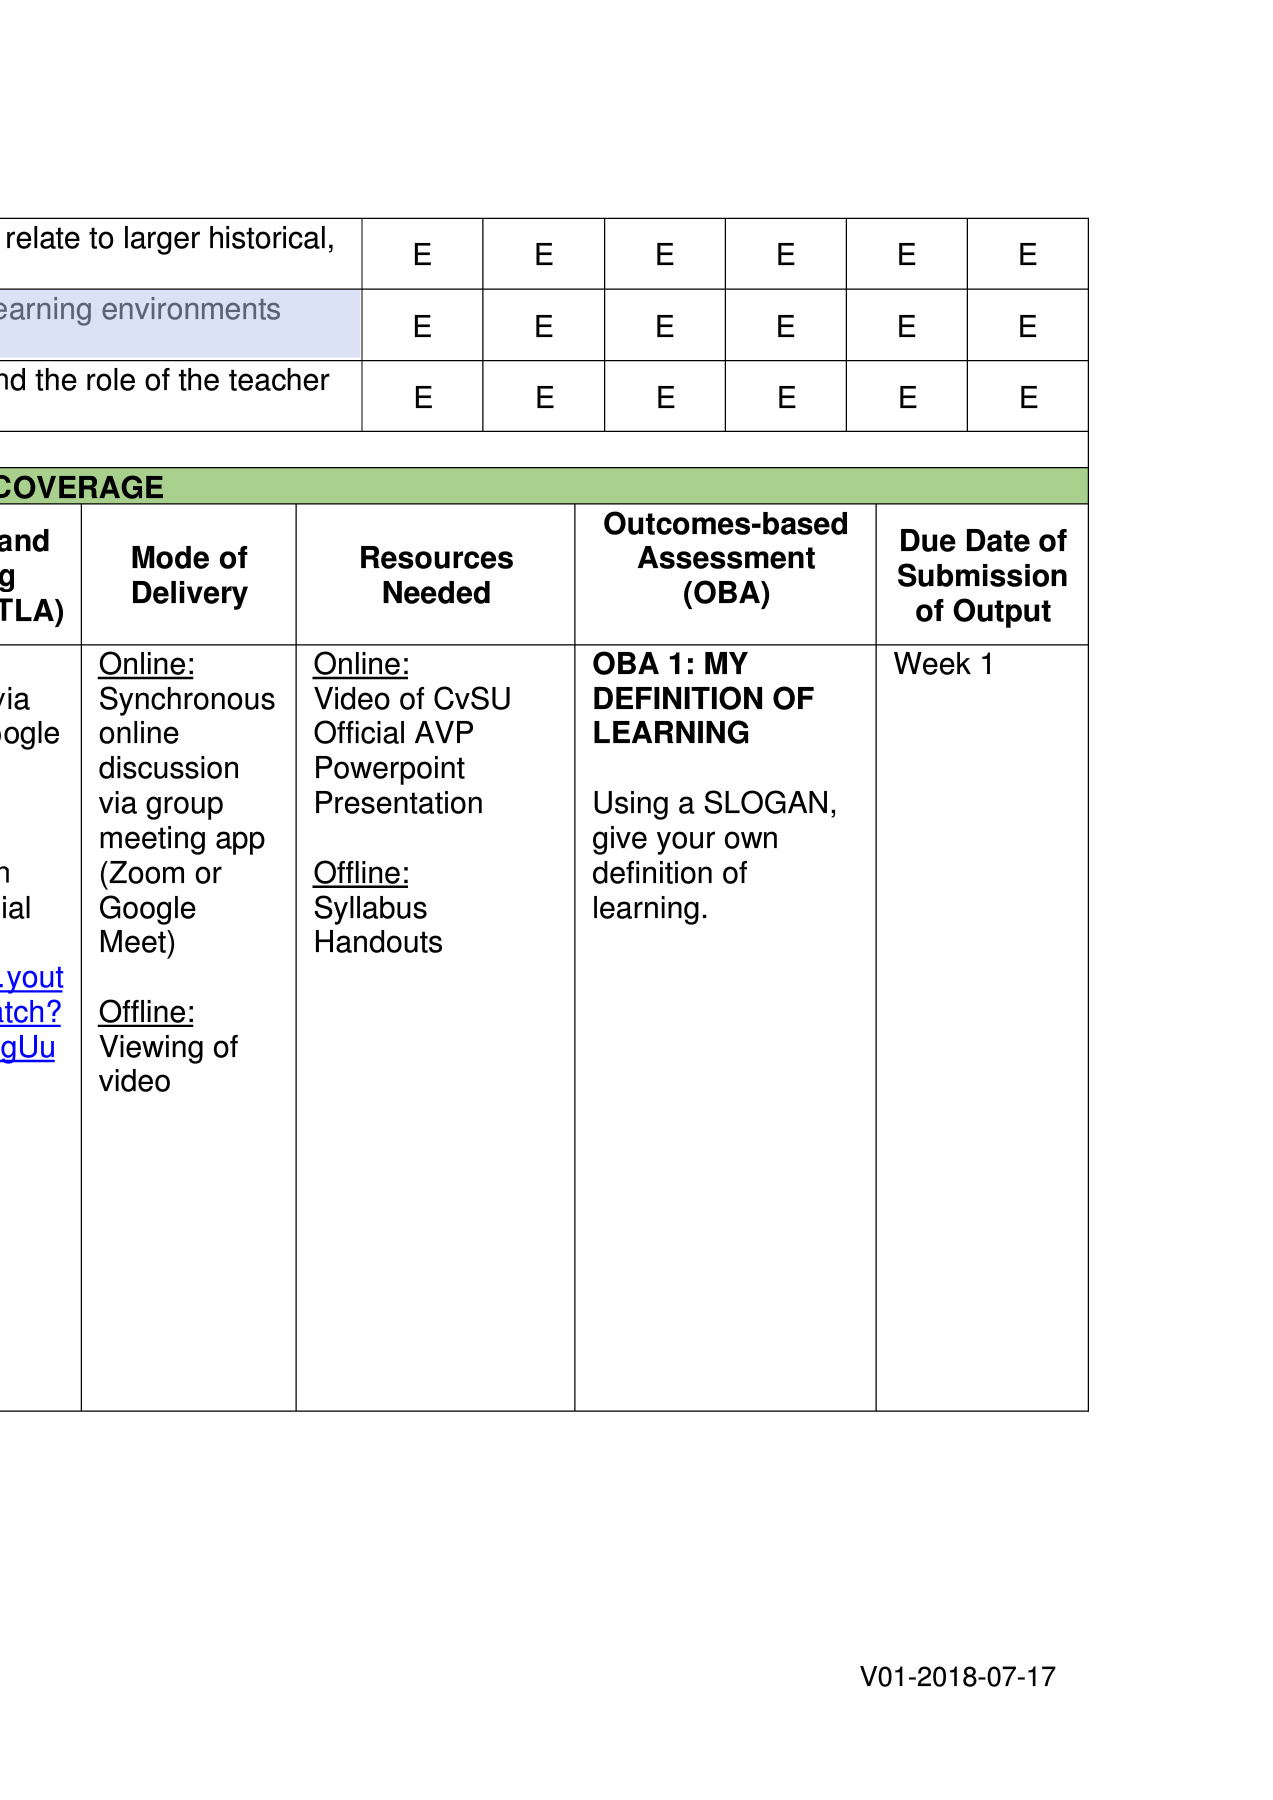 relate to larger historical,
E E E E E E
earning environments
E E E E E E
nd the role of the teacher
E E E E E E
COVERAGE
and
g
TLA)
Mode of
Delivery
Resources
Needed
Outcomes-based
Assessment
(OBA)
Due Date of
Submission
of Output
via
ogle
n
ial
.yout
atch?
gUu
Online:
Synchronous
online
discussion
via group
meeting app
(Zoom or
Google
Meet)
Offline:
Viewing of
video
Online:
Video of CvSU
Official AVP
Powerpoint
Presentation
Offline:
Syllabus
Handouts
OBA 1: MY
DEFINITION OF
LEARNING
Using a SLOGAN,
give your own
definition of
learning.
Week 1
V01-2018-07-17